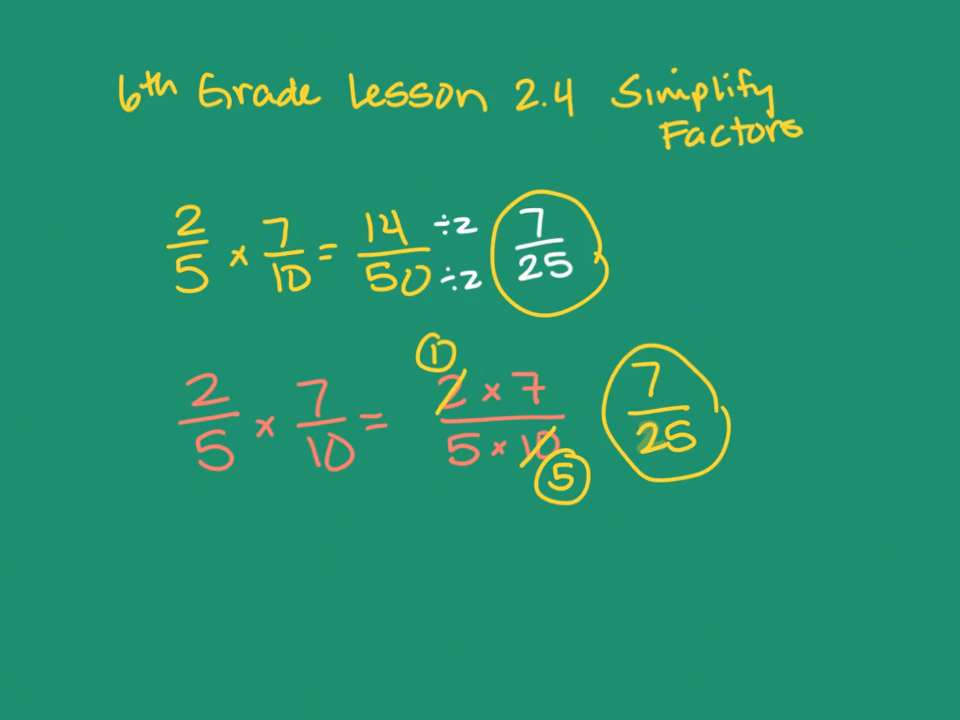 6th Grade Lesson 2.4 Simplify
Factors
2/5 × 7/10 = 14/50 ÷2 ÷2 7/25
2/5 × 7/10 = 2 × 7 / 5 × 10 ① ⑤ 7/25